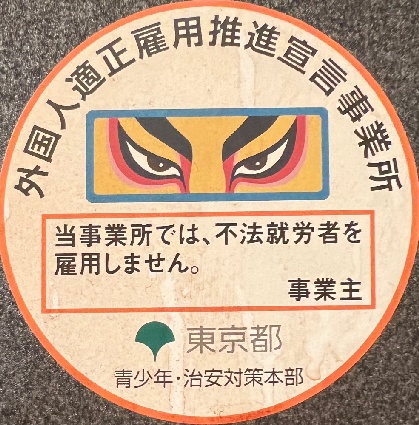 外国人適正雇用推進宣言事業所
当事業所では、不法就労者を
雇用しません。
事業主
東京都
青少年・治安対策本部